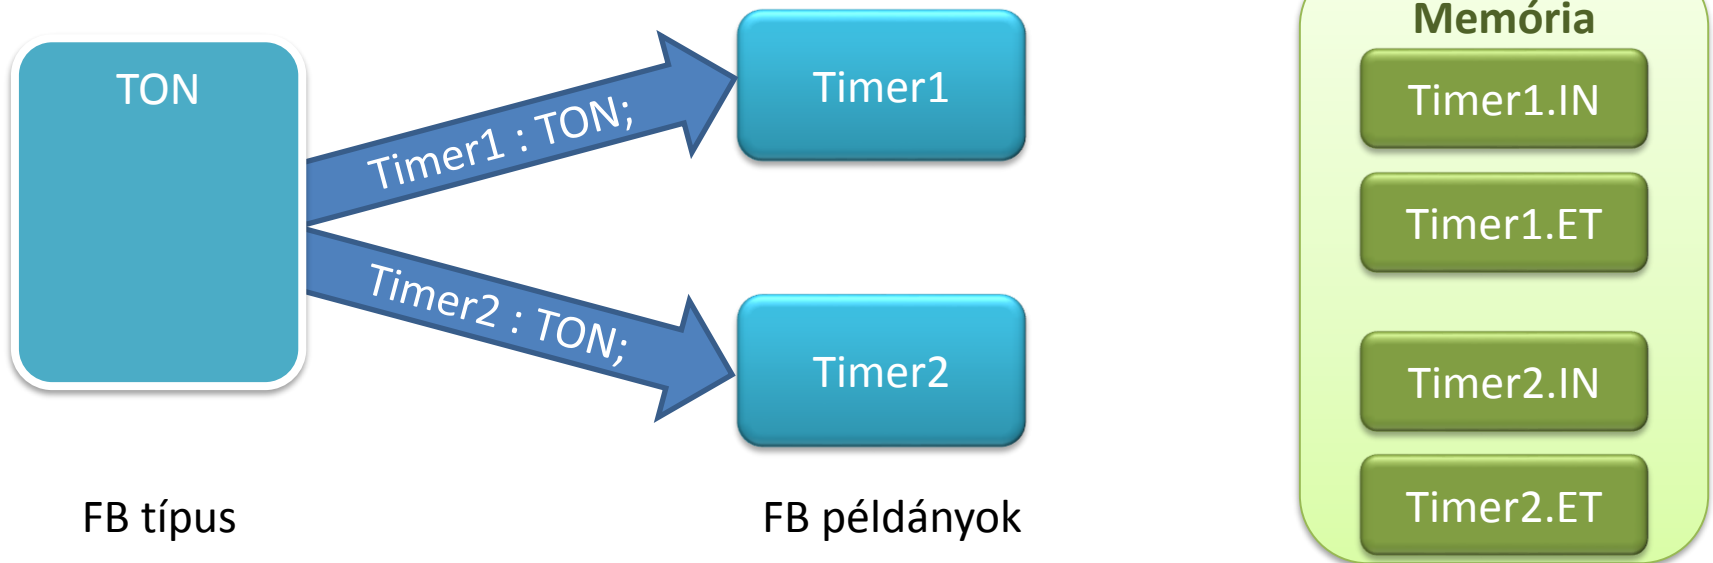 TON
Timer1 : TON;
Timer2 : TON;
FB típus
Timer1
Timer2
FB példányok
Memória
Timer1.IN
Timer1.ET
Timer2.IN
Timer2.ET